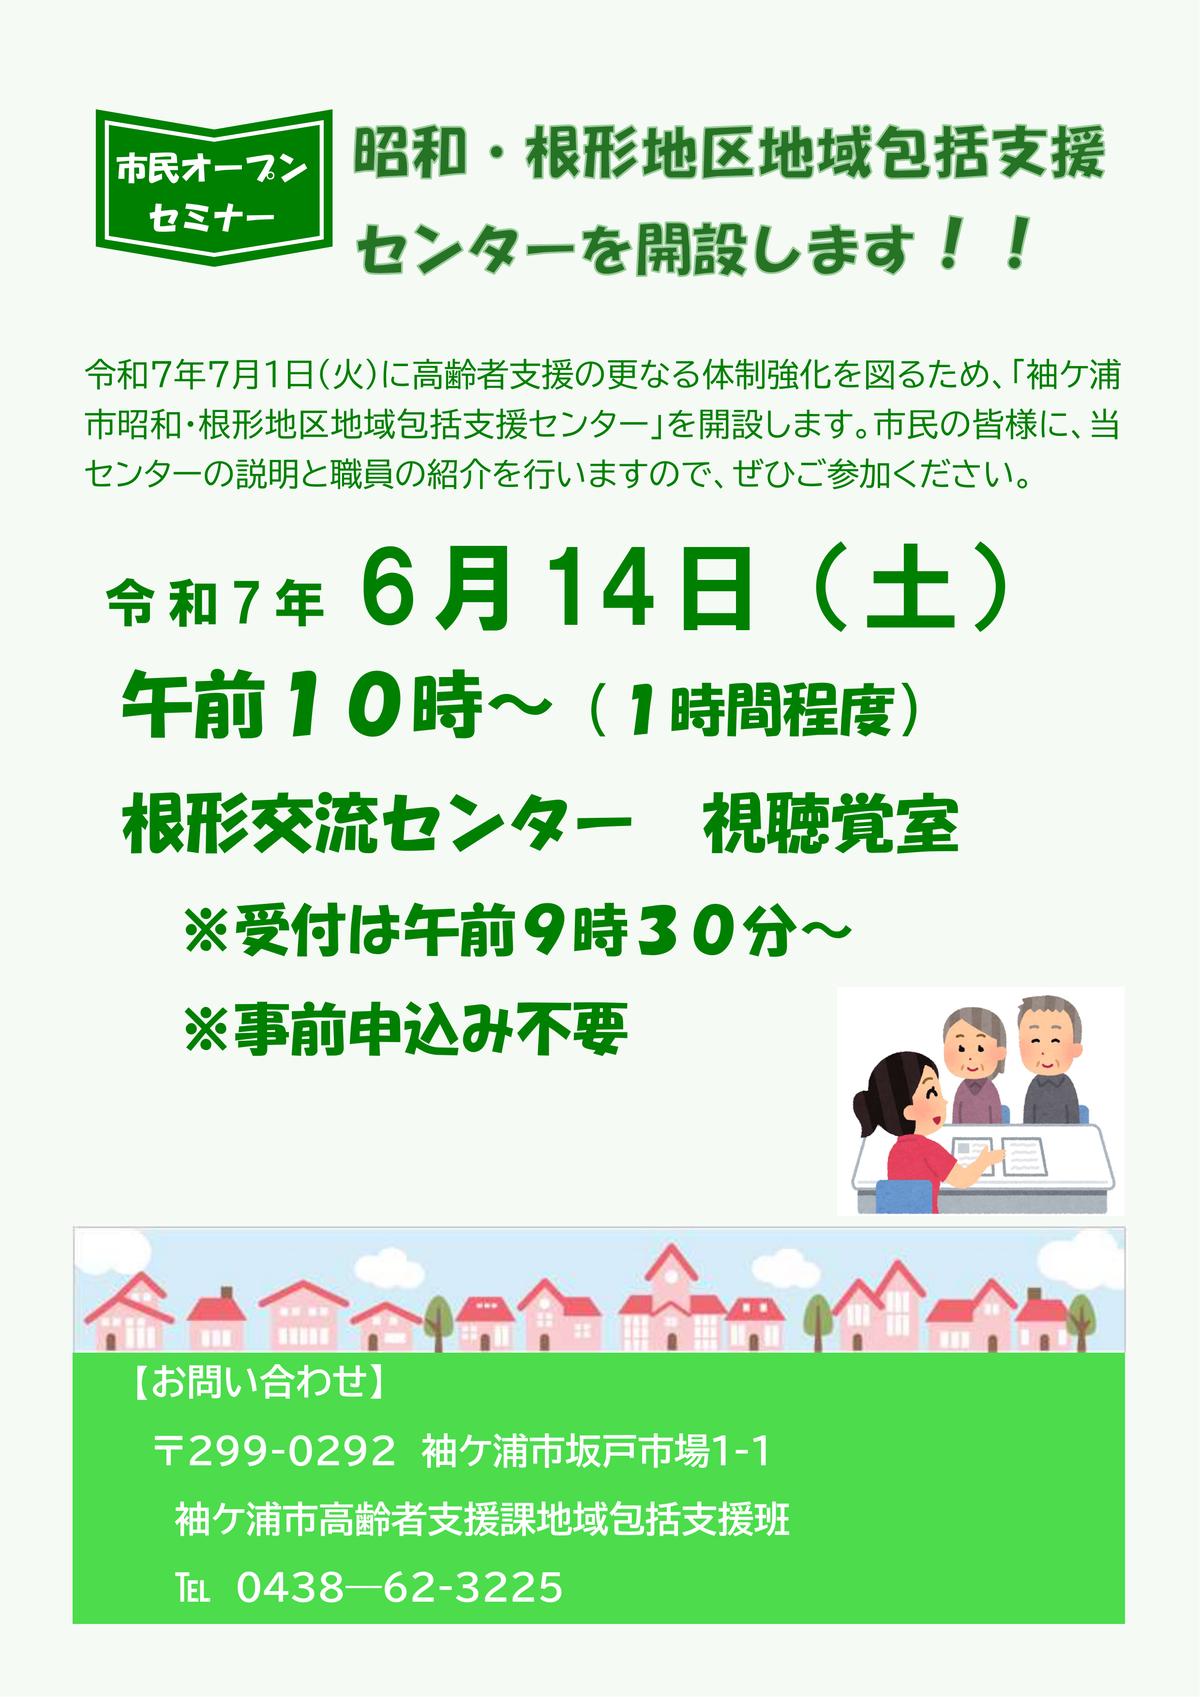 市民オープン
セミナー
昭和・根形地区地域包括支援
センターを開設します！！
令和7年7月1日（火）に高齢者支援の更なる体制強化を図るため、「袖ケ浦
市昭和・根形地区地域包括支援センター」を開設します。市民の皆様に、当
センターの説明と職員の紹介を行いますので、ぜひご参加ください。
令和7年 6月14日（土）
午前１０時～（１時間程度）
根形交流センター　視聴覚室
※受付は午前９時３０分～
※事前申込み不要
【お問い合わせ】
〒299-0292 袖ケ浦市坂戸市場1-1
袖ケ浦市高齢者支援課地域包括支援班
℡ 0438―62-3225